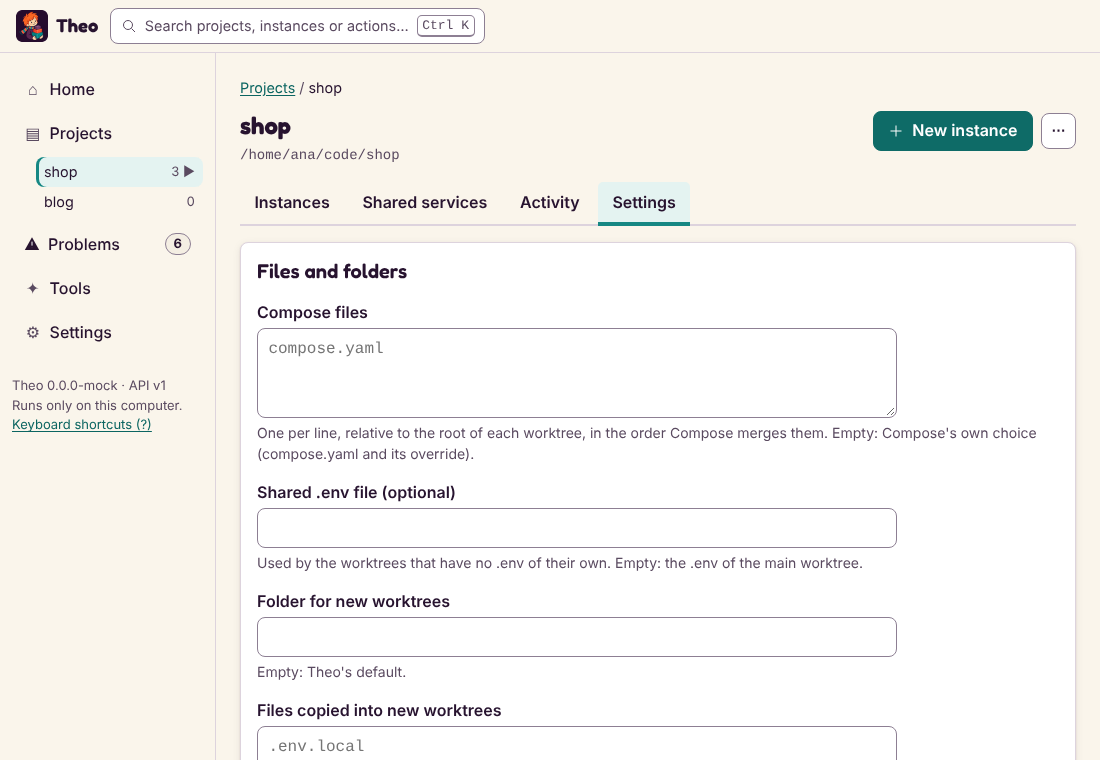 Theo
Search projects, instances or actions...
Ctrl K
Home
Projects
shop
3
blog
0
Problems
6
Tools
Settings
Theo 0.0.0-mock · API v1
Runs only on this computer.
Keyboard shortcuts (?)
Projects / shop
shop
/home/ana/code/shop
+ New instance
...
Instances
Shared services
Activity
Settings
Files and folders
Compose files
compose.yaml
One per line, relative to the root of each worktree, in the order Compose merges them. Empty: Compose's own choice
(compose.yaml and its override).
Shared .env file (optional)
Used by the worktrees that have no .env of their own. Empty: the .env of the main worktree.
Folder for new worktrees
Empty: Theo's default.
Files copied into new worktrees
.env.local